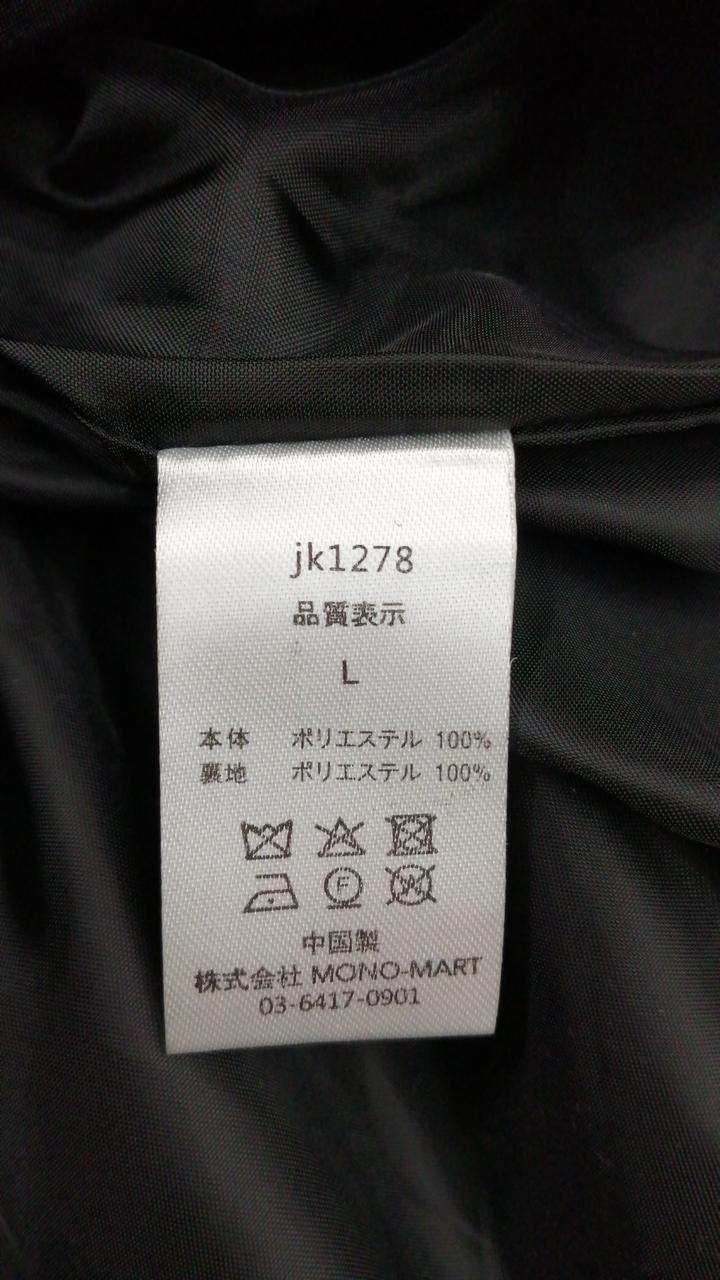 jk1278
品質表示
L
本体 ポリエステル 100%
裏地 ポリエステル 100%
F W
中国製
株式会社 MONO-MART
03-6417-0901